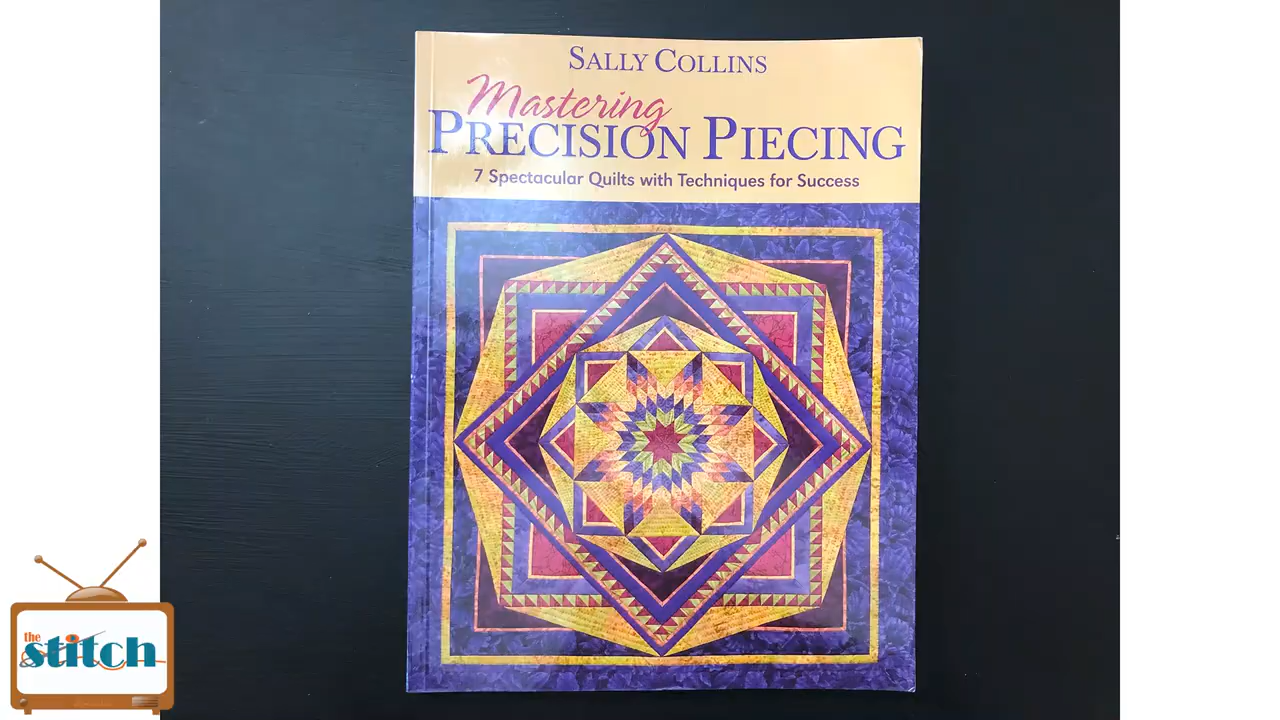 SALLY COLLINS
Mastering
PRECISION PIECING
7 Spectacular Quilts with Techniques for Success
the
stitch